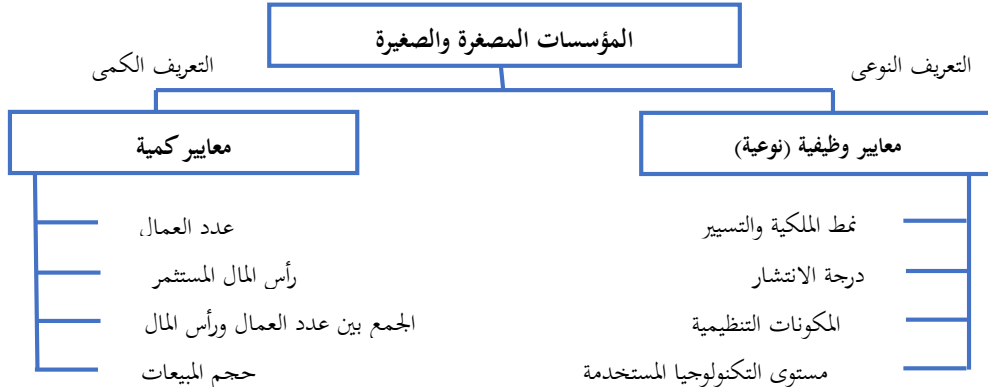 المؤسسات المصغرة والصغيرة
التعريف النوعى
التعريف الكمى
معايير وظيفية (نوعية)
معايير كمية
نمط الملكية والتسيير
عدد العمال
درجة الانتشار
رأس المال المستثمر
المكونات التنظيمية
الجمع بين عدد العمال ورأس المال
مستوى التكنولوجيا المستخدمة
حجم المبيعات